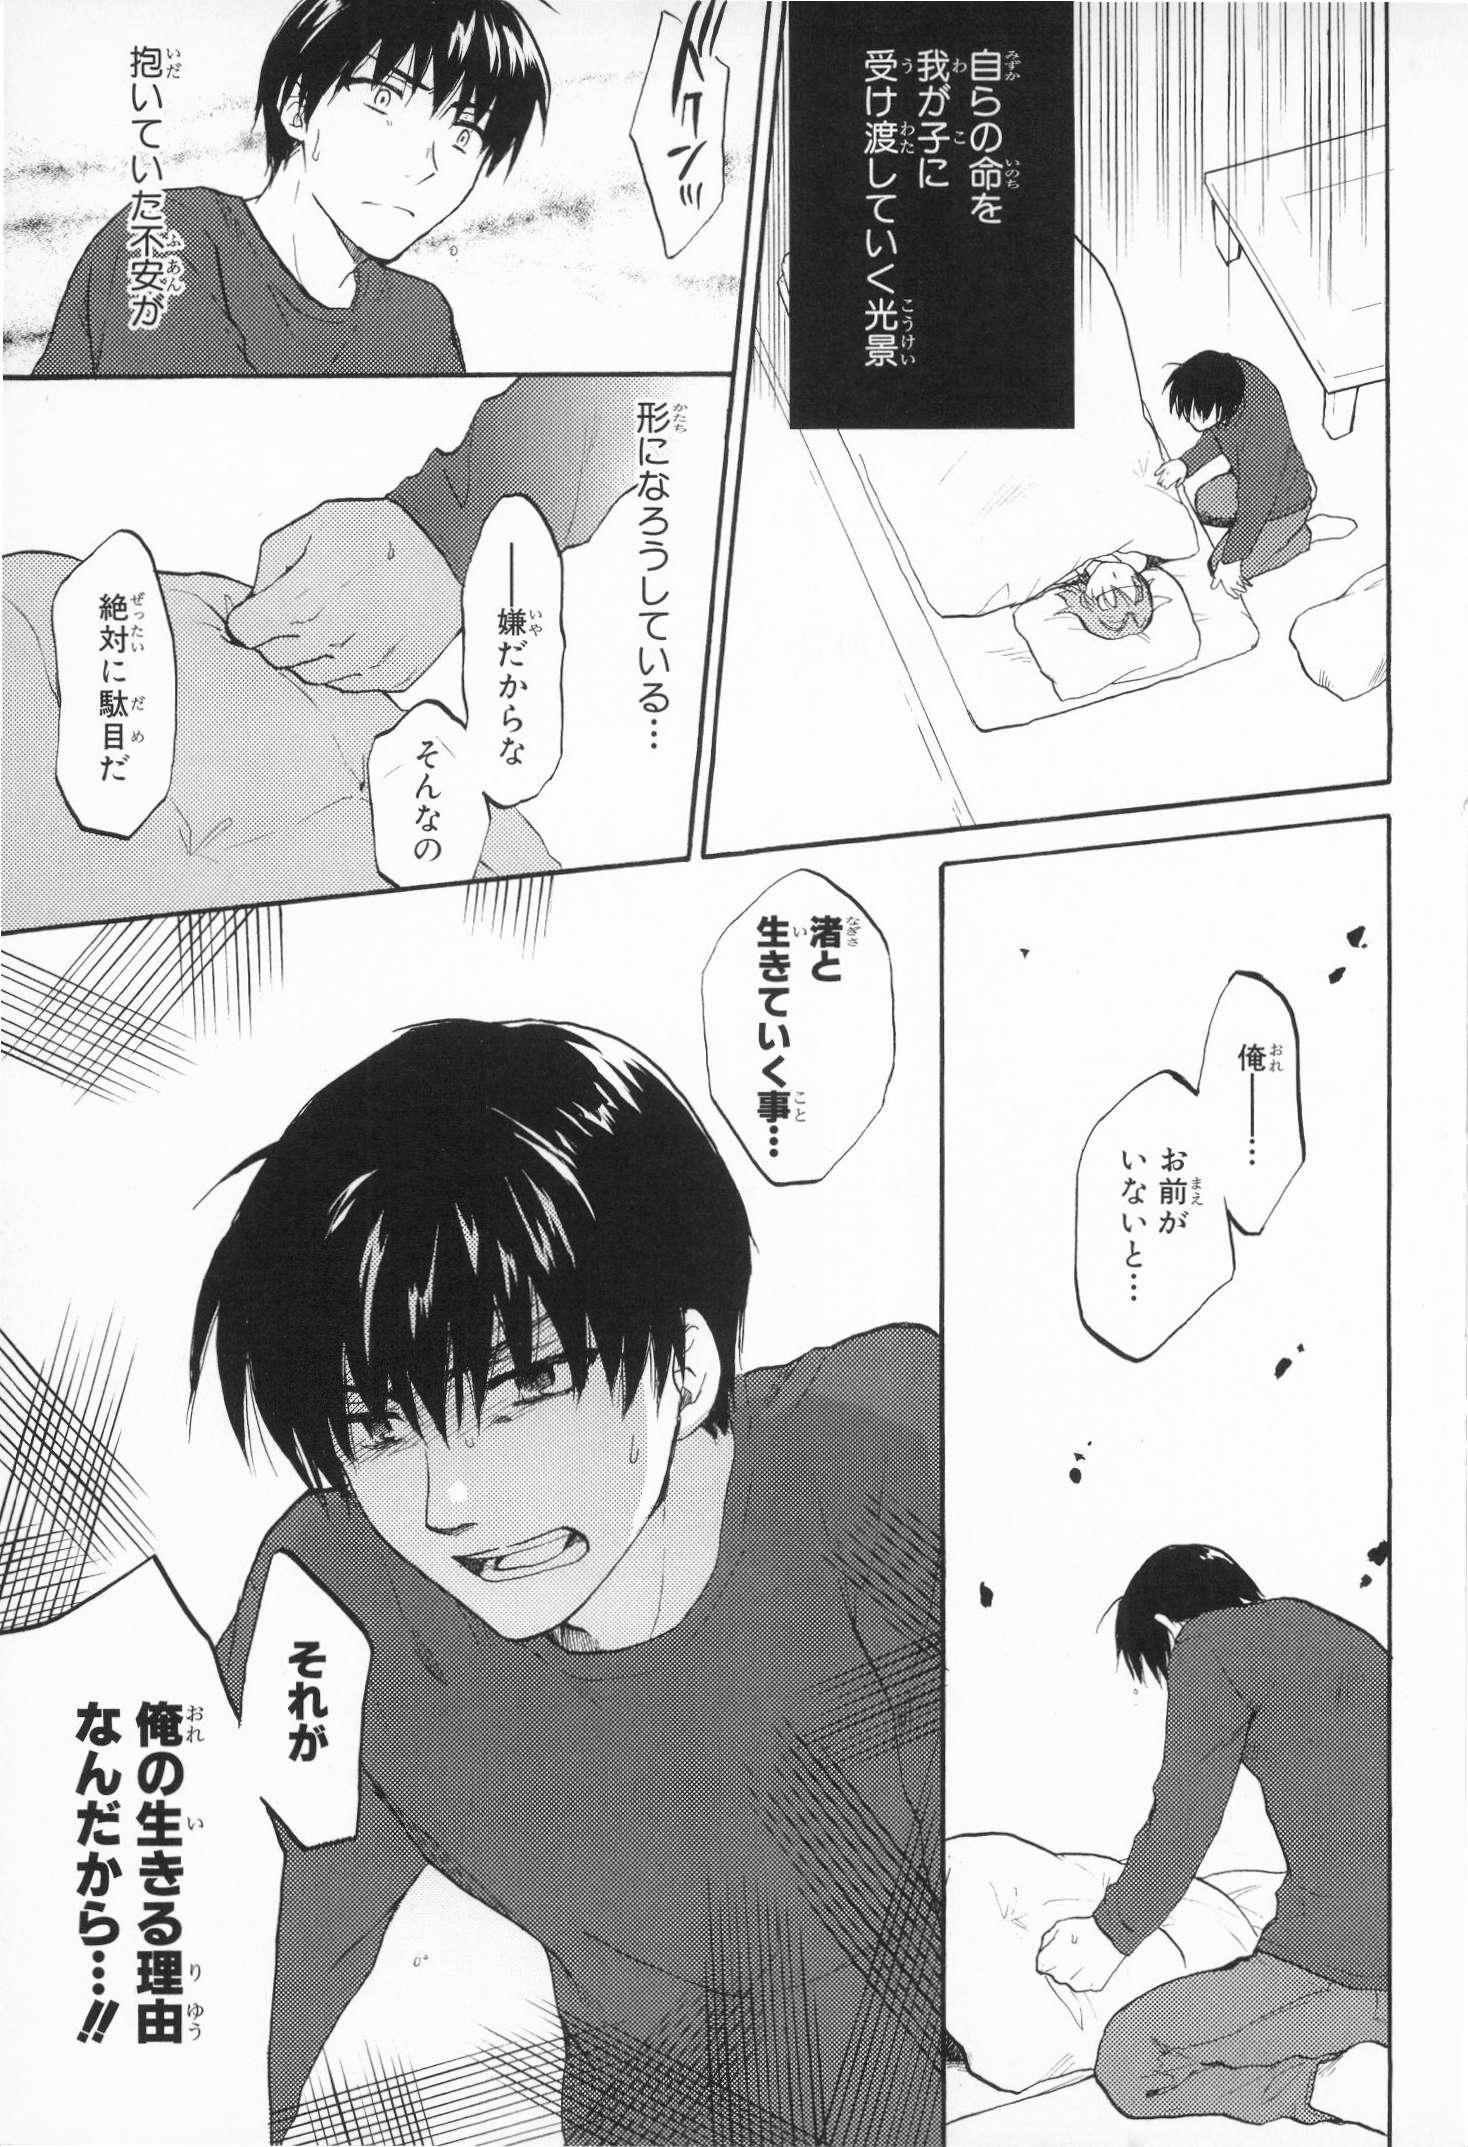 自らの命を
我が子に
受け渡していく光景
ドクン!!!
抱いていた不安が
形になろうしている…
――嫌だからな
そんなの
絶対に駄目だ
俺――…
お前が
いないと…
渚と
生きていく事…
それが
俺の生きる理由
なんだから…!!